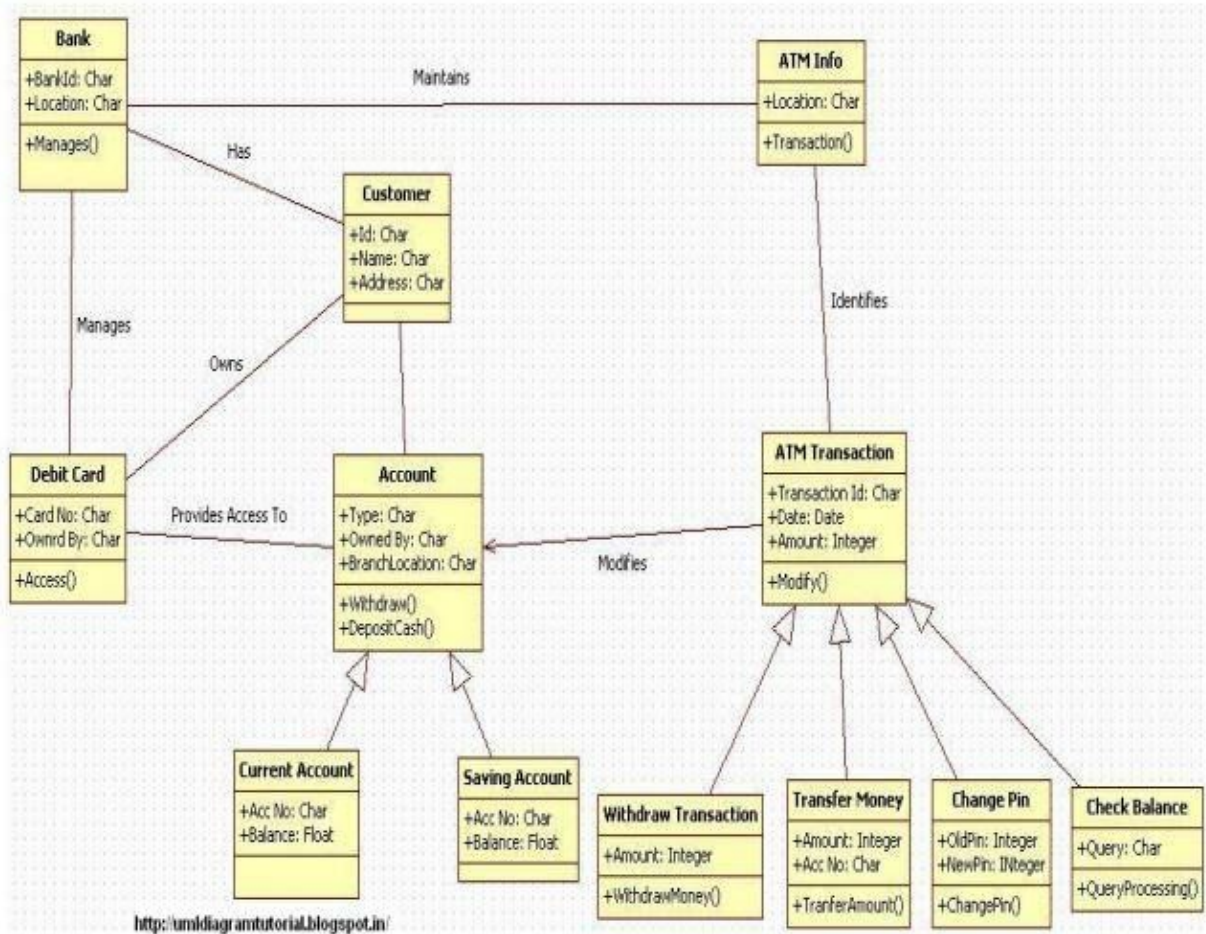 Bank
+BankId: Char
+Location: Char
+Manages()
Maintains
ATM Info
+Location: Char
+Transaction()
Has
Customer
+Id: Char
+Name: Char
+Address: Char
Identifies
Manages
Owns
Debit Card
+Card No: Char
+Ownrd By: Char
+Access()
Provides Access To
Account
+Type: Char
+Owned By: Char
+BranchLocation: Char
+Withdraw()
+DepositCash()
Modifies
ATM Transaction
+Transaction Id: Char
+Date: Date
+Amount: Integer
+Modify()
Current Account
+Acc No: Char
+Balance: Float
Saving Account
+Acc No: Char
+Balance: Float
Withdraw Transaction
+Amount: Integer
+WithdrawMoney()
Transfer Money
+Amount: Integer
+Acc No: Char
+TranferAmount()
Change Pin
+OldPin: Integer
+NewPin: INteger
+ChangePin()
Check Balance
+Query: Char
+QueryProcessing()
http://umldiagramtutorial.blogspot.in/